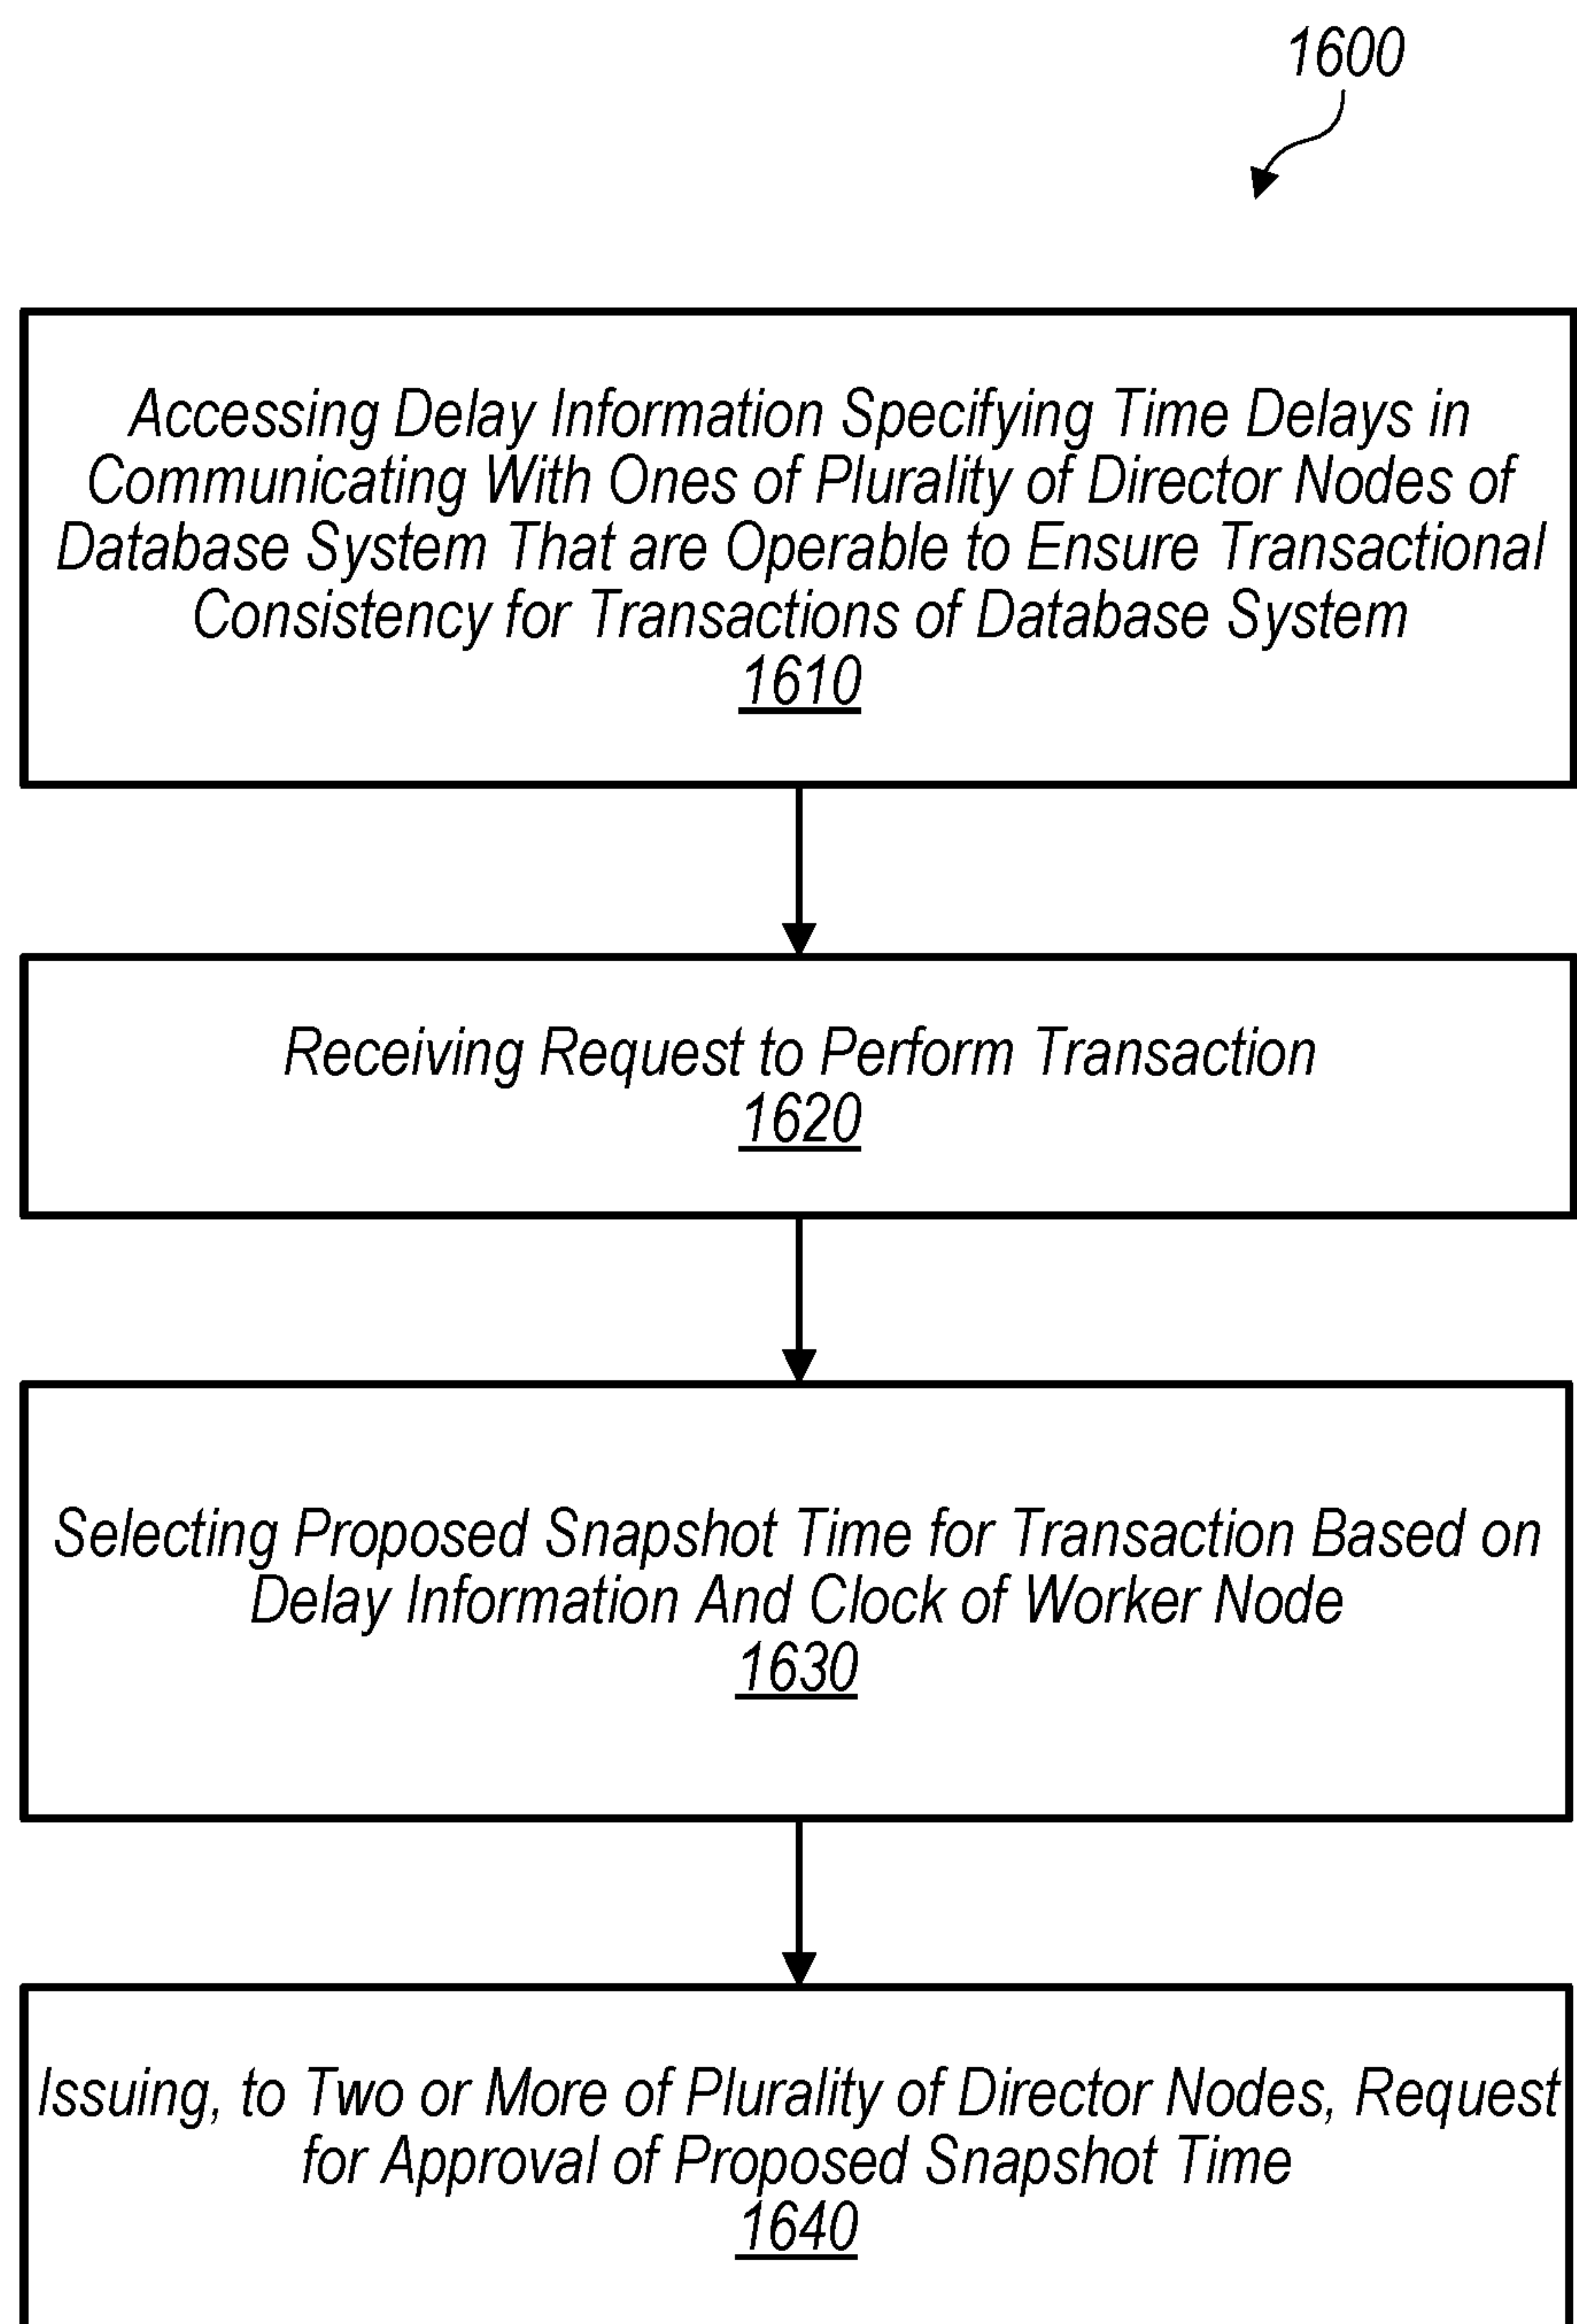 1600
Accessing Delay Information Specifying Time Delays in
Communicating With Ones of Plurality of Director Nodes of
Database System That are Operable to Ensure Transactional
Consistency for Transactions of Database System
1610
Receiving Request to Perform Transaction
1620
Selecting Proposed Snapshot Time for Transaction Based on
Delay Information And Clock of Worker Node
1630
Issuing, to Two or More of Plurality of Director Nodes, Request
for Approval of Proposed Snapshot Time
1640